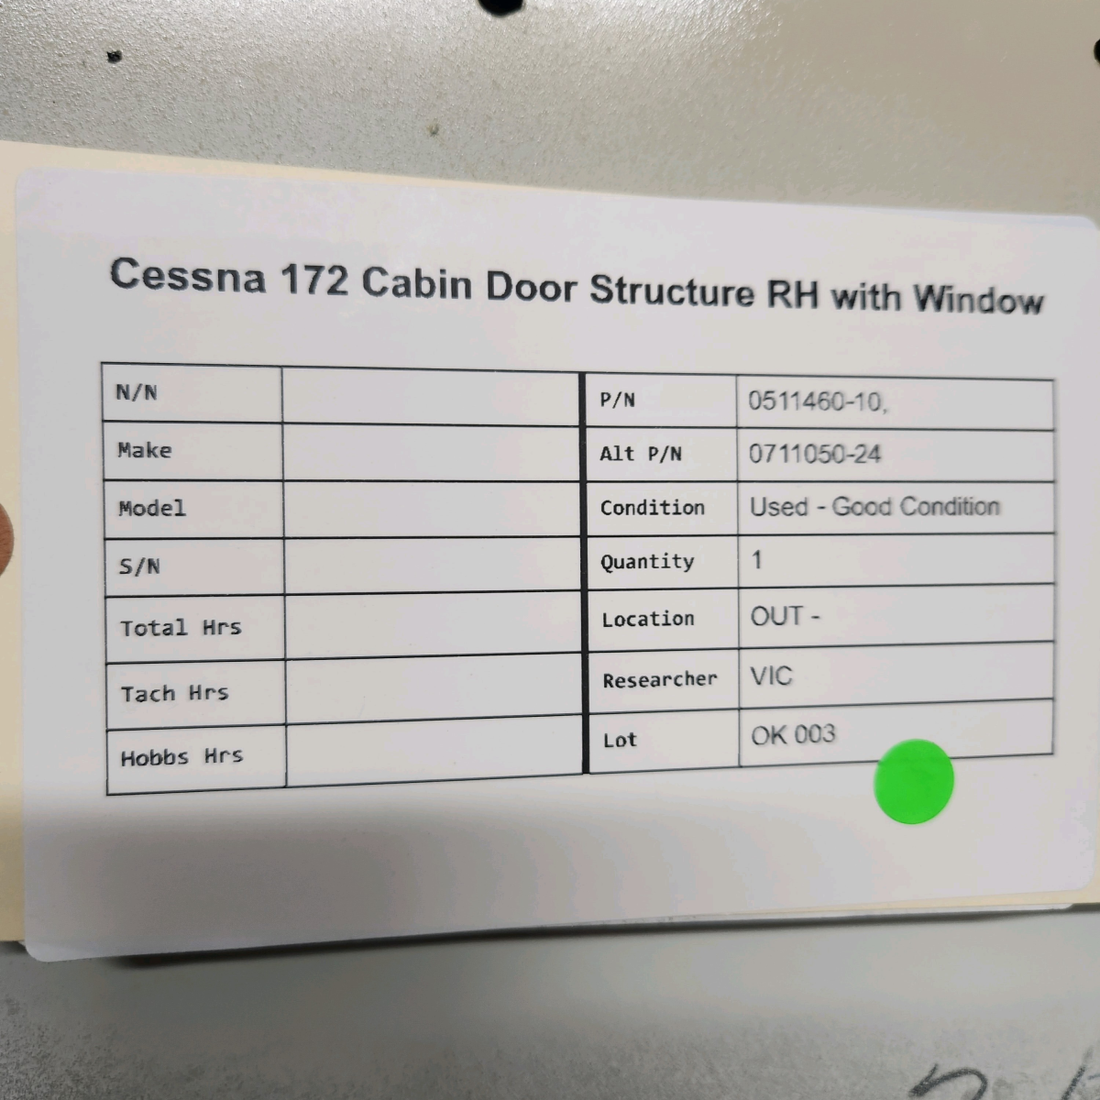 Cessna 172 Cabin Door Structure RH with Window
N/N
P/N 0511460-10,
Make
Alt P/N 0711050-24
Model
Condition Used - Good Condition
S/N
Quantity 1
Total Hrs
Location OUT -
Tach Hrs
Researcher VIC
Hobbs Hrs
Lot OK 003